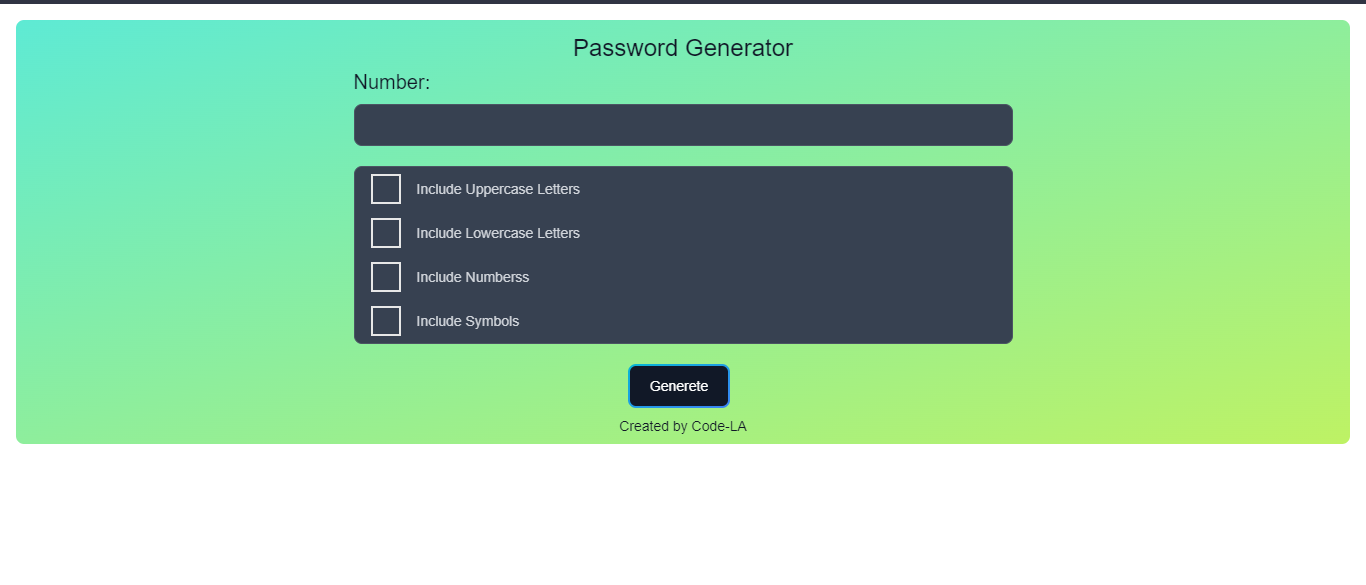 Password Generator
Number:
Include Uppercase Letters
Include Lowercase Letters
Include Numberss
Include Symbols
Generete
Created by Code-LA